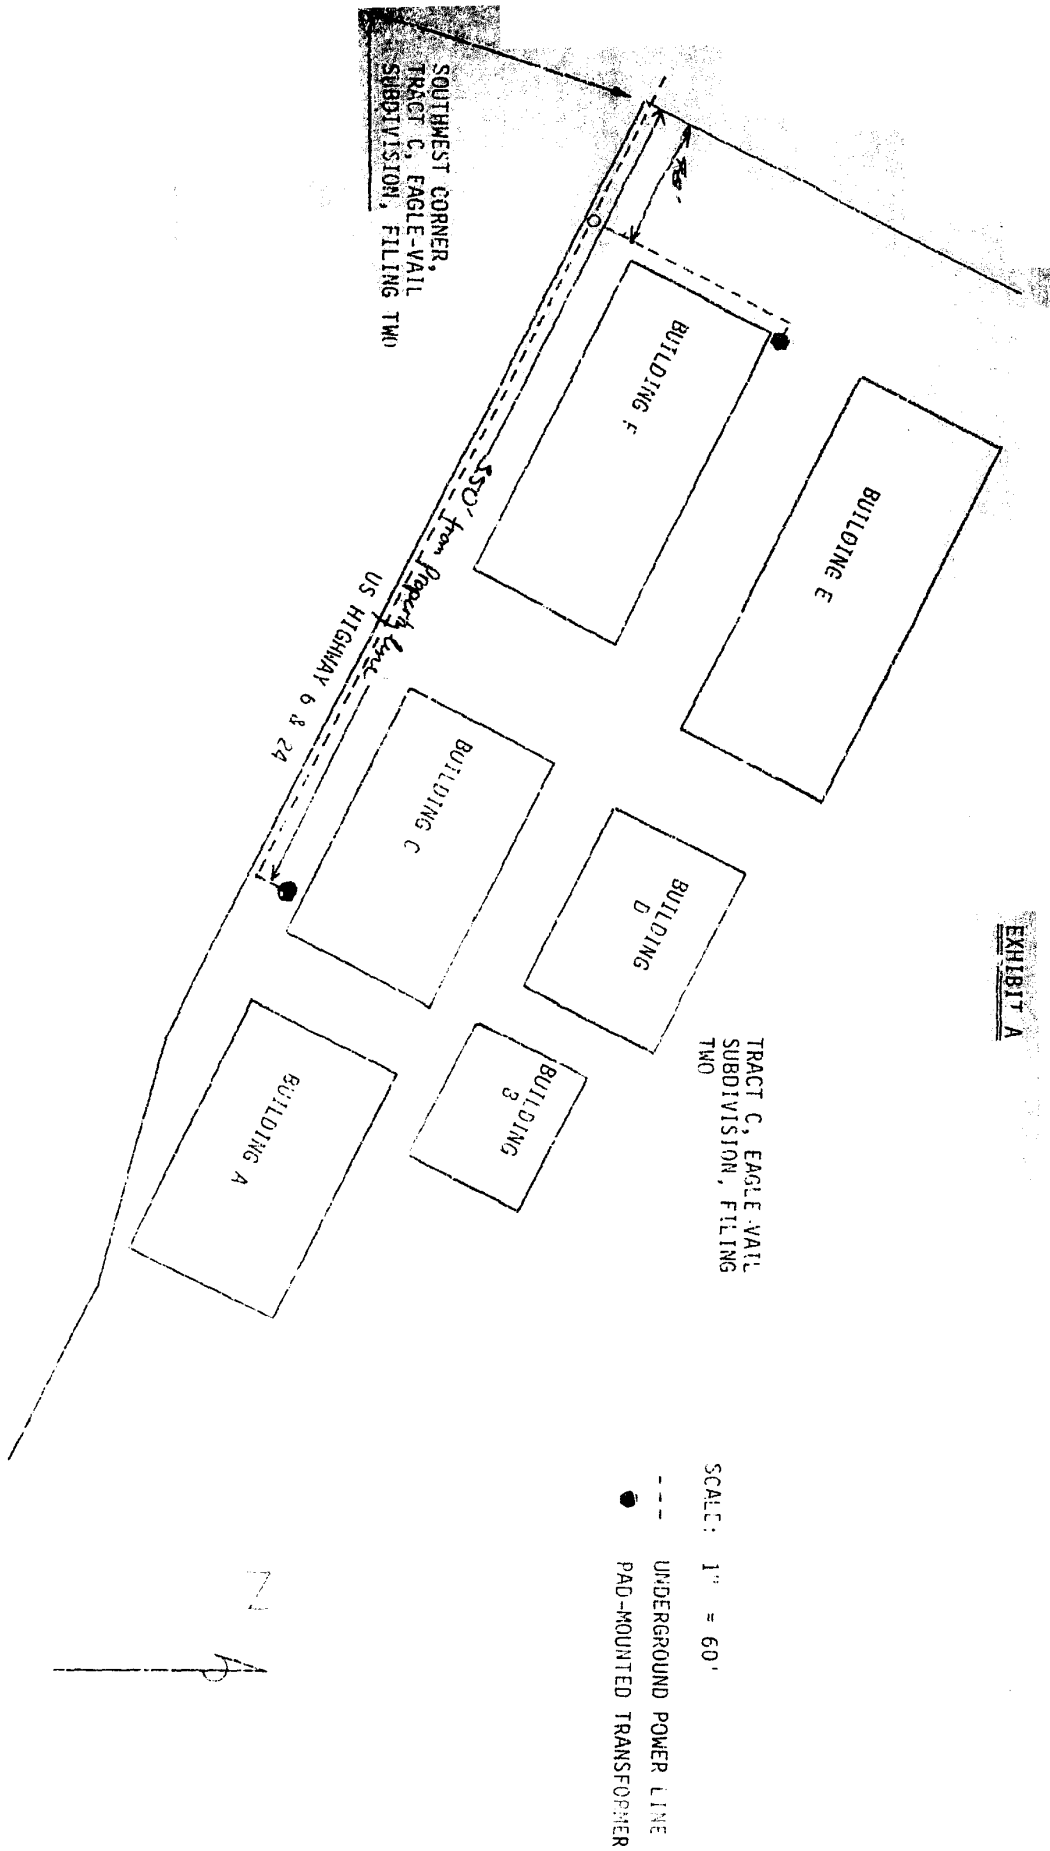 EXHIBIT A
SOUTHWEST CORNER,
TRACT C, EAGLE-VAIL
SUBDIVISION, FILING TWO
BUILDING F
BUILDING E
550' from Property line
US HIGHWAY 6 & 24
BUILDING C
BUILDING
D
BUILDING
B
BUILDING A
TRACT C, EAGLE-VAIL
SUBDIVISION, FILING
TWO
SCALE: 1" = 60'
--- UNDERGROUND POWER LINE
PAD-MOUNTED TRANSFORMER
N